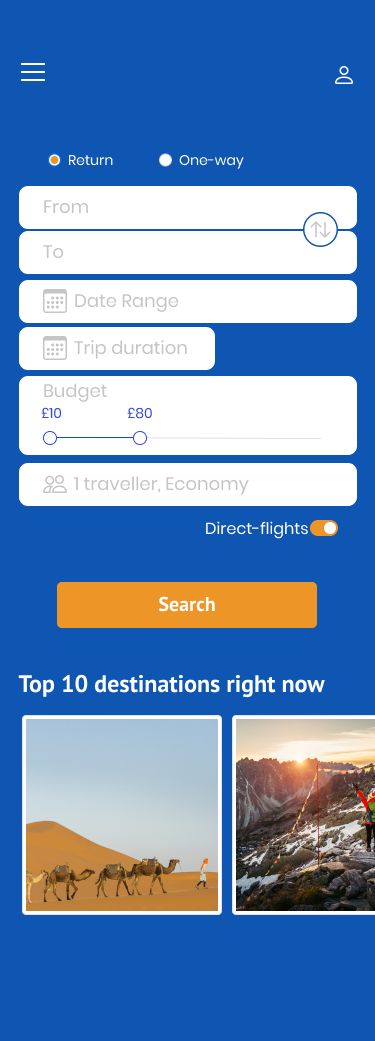 Return One-way
From
To
Date Range
Trip duration
Budget
£10 £80
1 traveller, Economy
Direct-flights
Search
Top 10 destinations right now